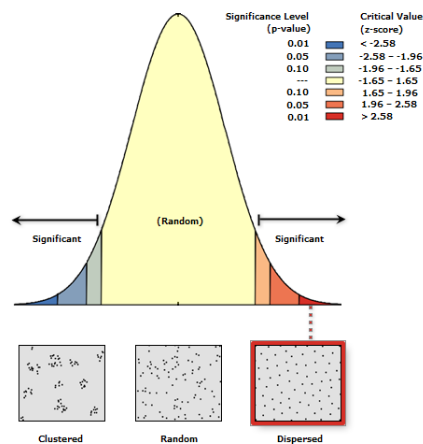 Significance Level
(p-value)
Critical Value
(z-score)
0.01 < -2.58
0.05 -2.58 – -1.96
0.10 -1.96 – -1.65
--- -1.65 - 1.65
0.10 1.65 – 1.96
0.05 1.96 – 2.58
0.01 > 2.58
(Random)
Significant
Significant
Clustered
Random
Dispersed